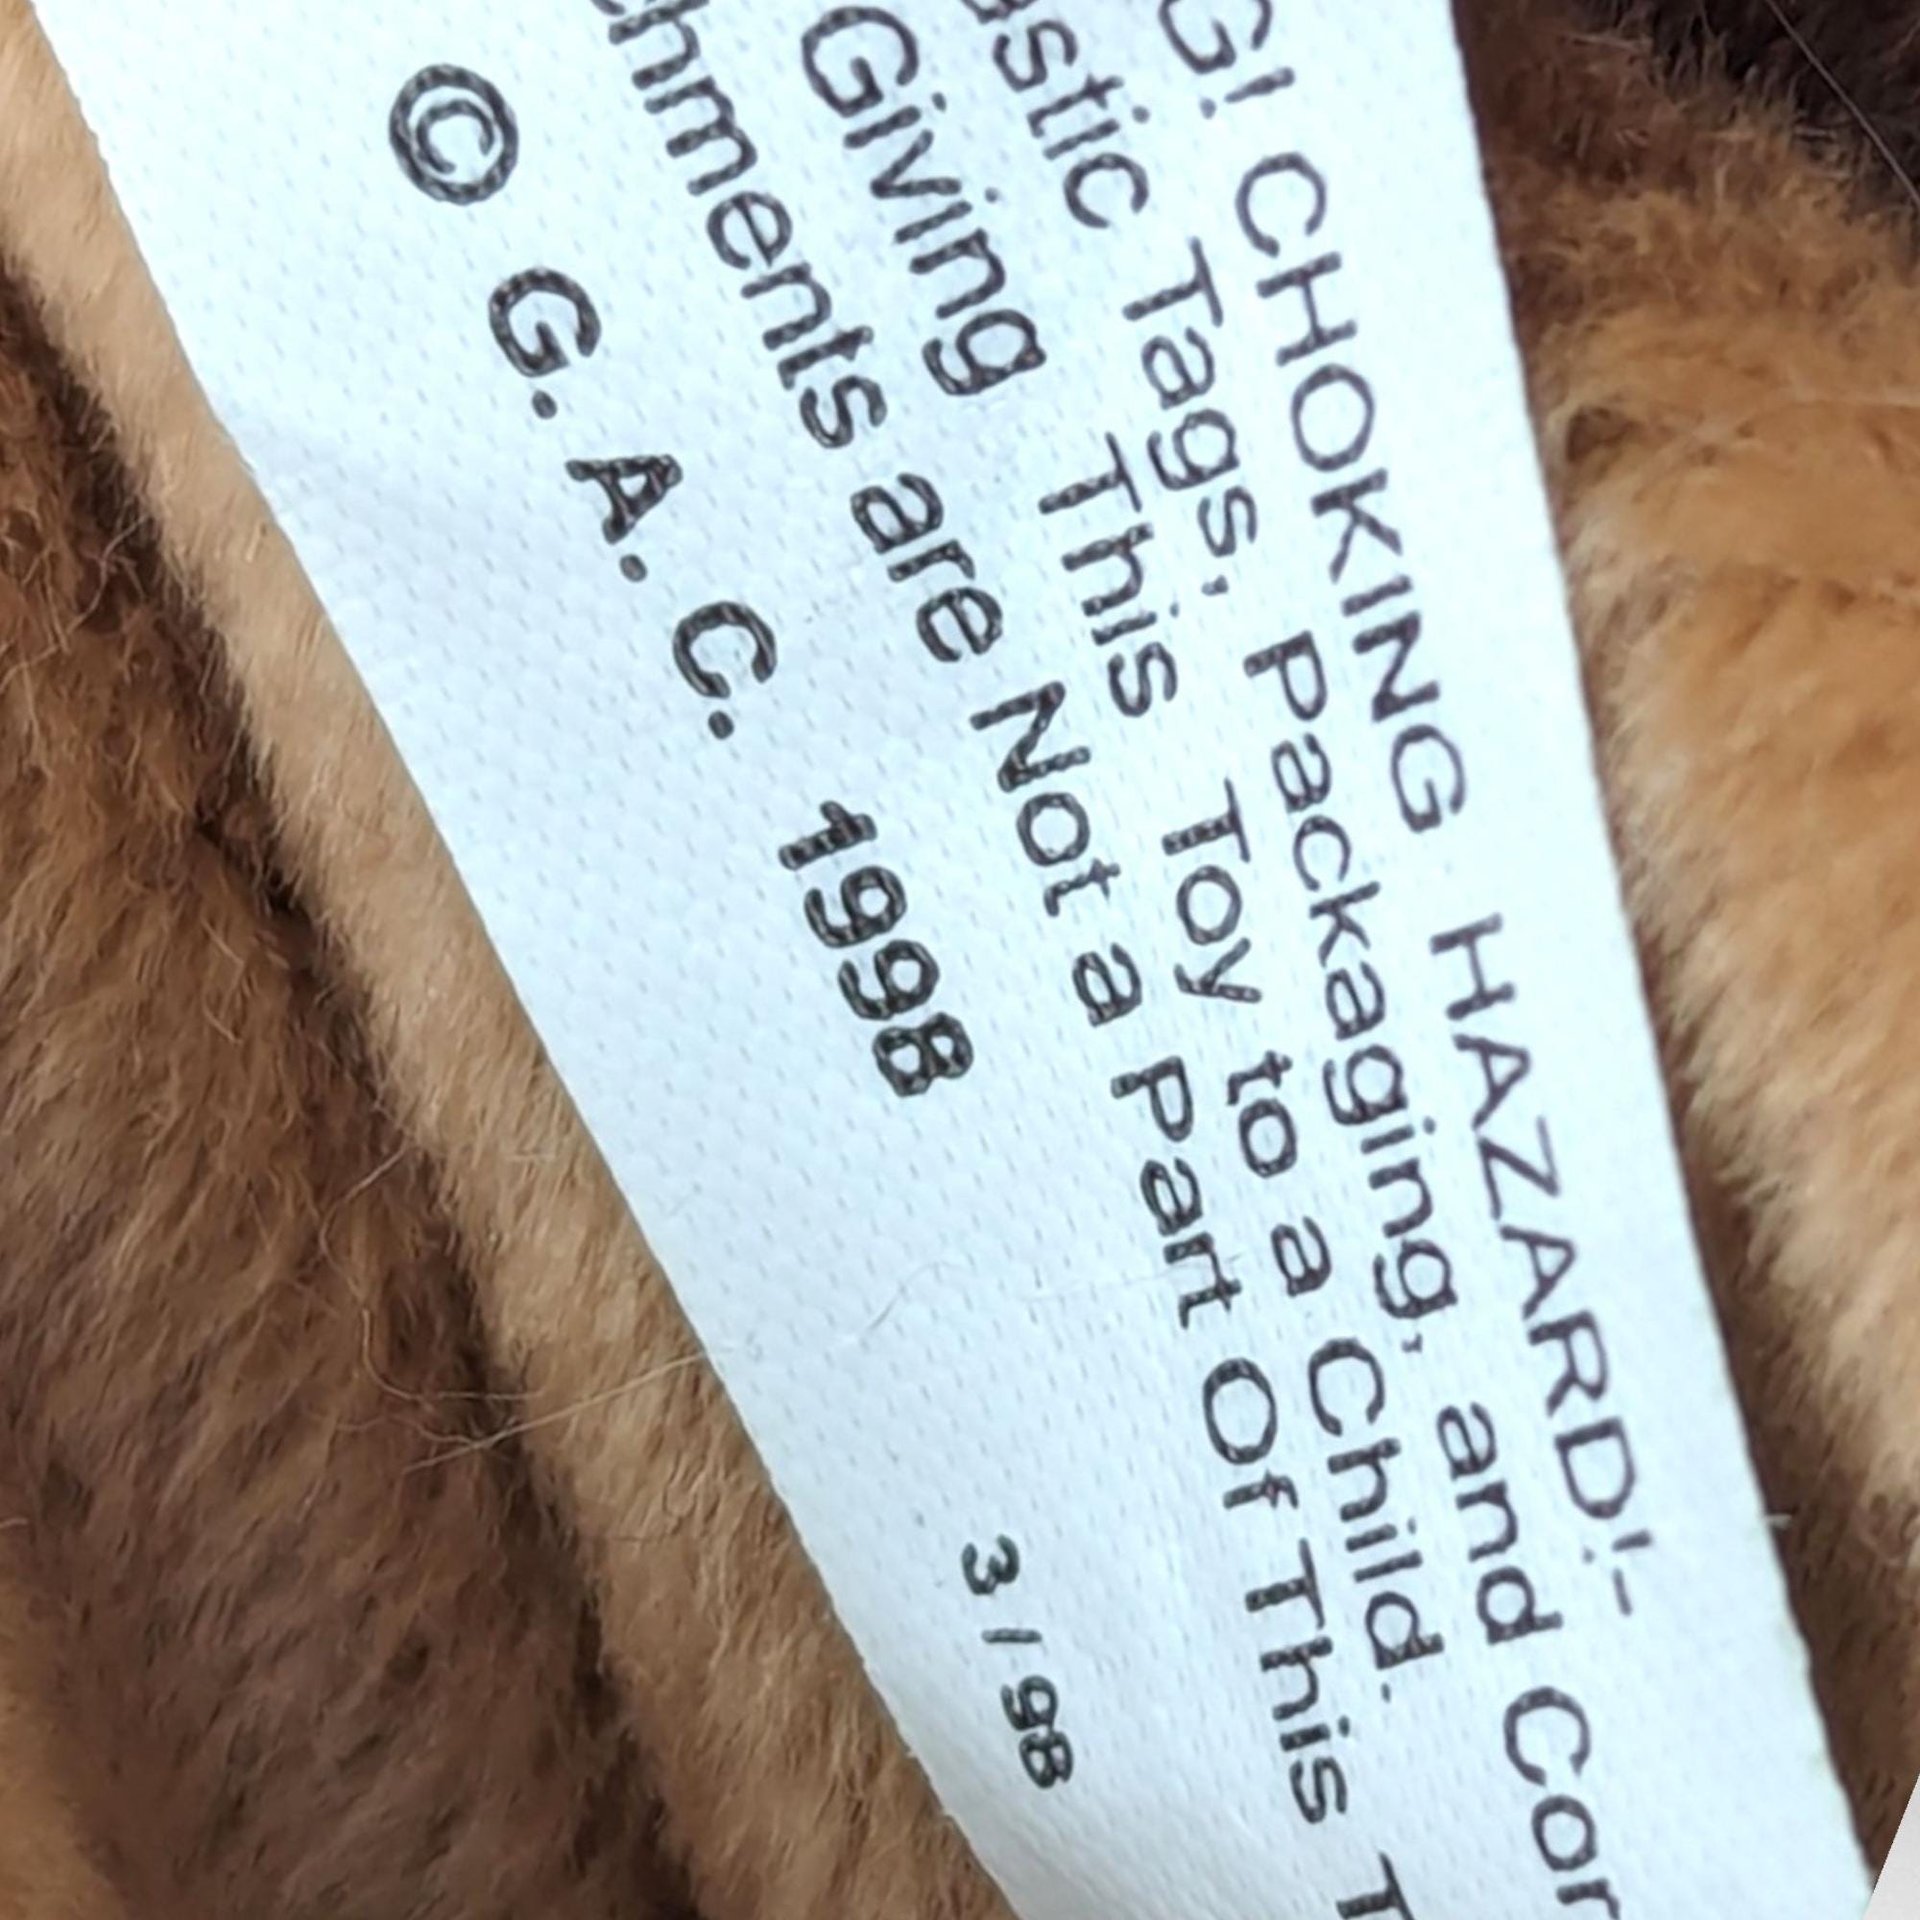 G! CHOKING HAZARD!-
astic Tags, Packaging, and Cor
Giving This Toy to a Child.
chments are Not a Part Of This T
© G. A. C. 1998 3/98